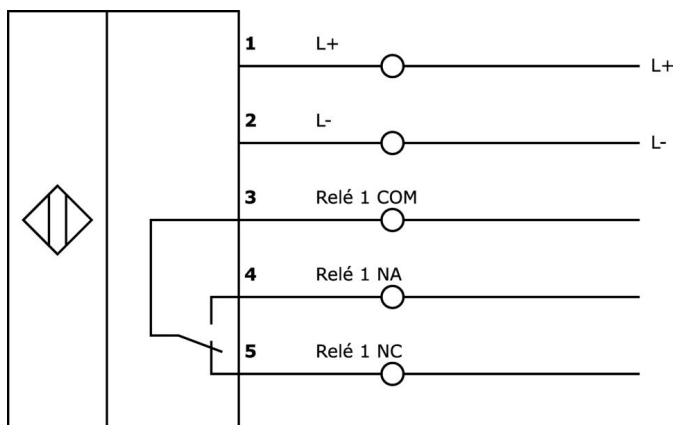 1 L+ L+
2 L- L-
3 Relé 1 COM
4 Relé 1 NA
5 Relé 1 NC